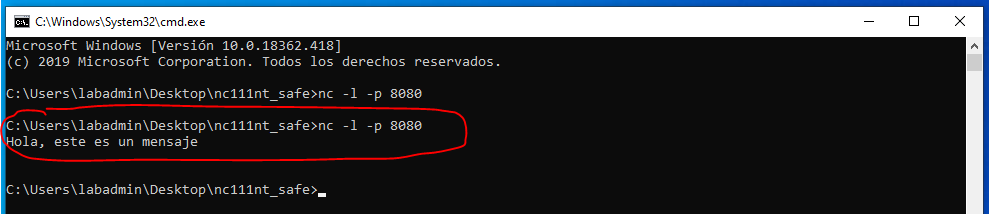 C:\Windows\System32\cmd.exe
Microsoft Windows [Versión 10.0.18362.418]
(c) 2019 Microsoft Corporation. Todos los derechos reservados.
C:\Users\labadmin\Desktop\nc111nt_safe>nc -l -p 8080
C:\Users\labadmin\Desktop\nc111nt_safe>nc -l -p 8080
Hola, este es un mensaje
C:\Users\labadmin\Desktop\nc111nt_safe>